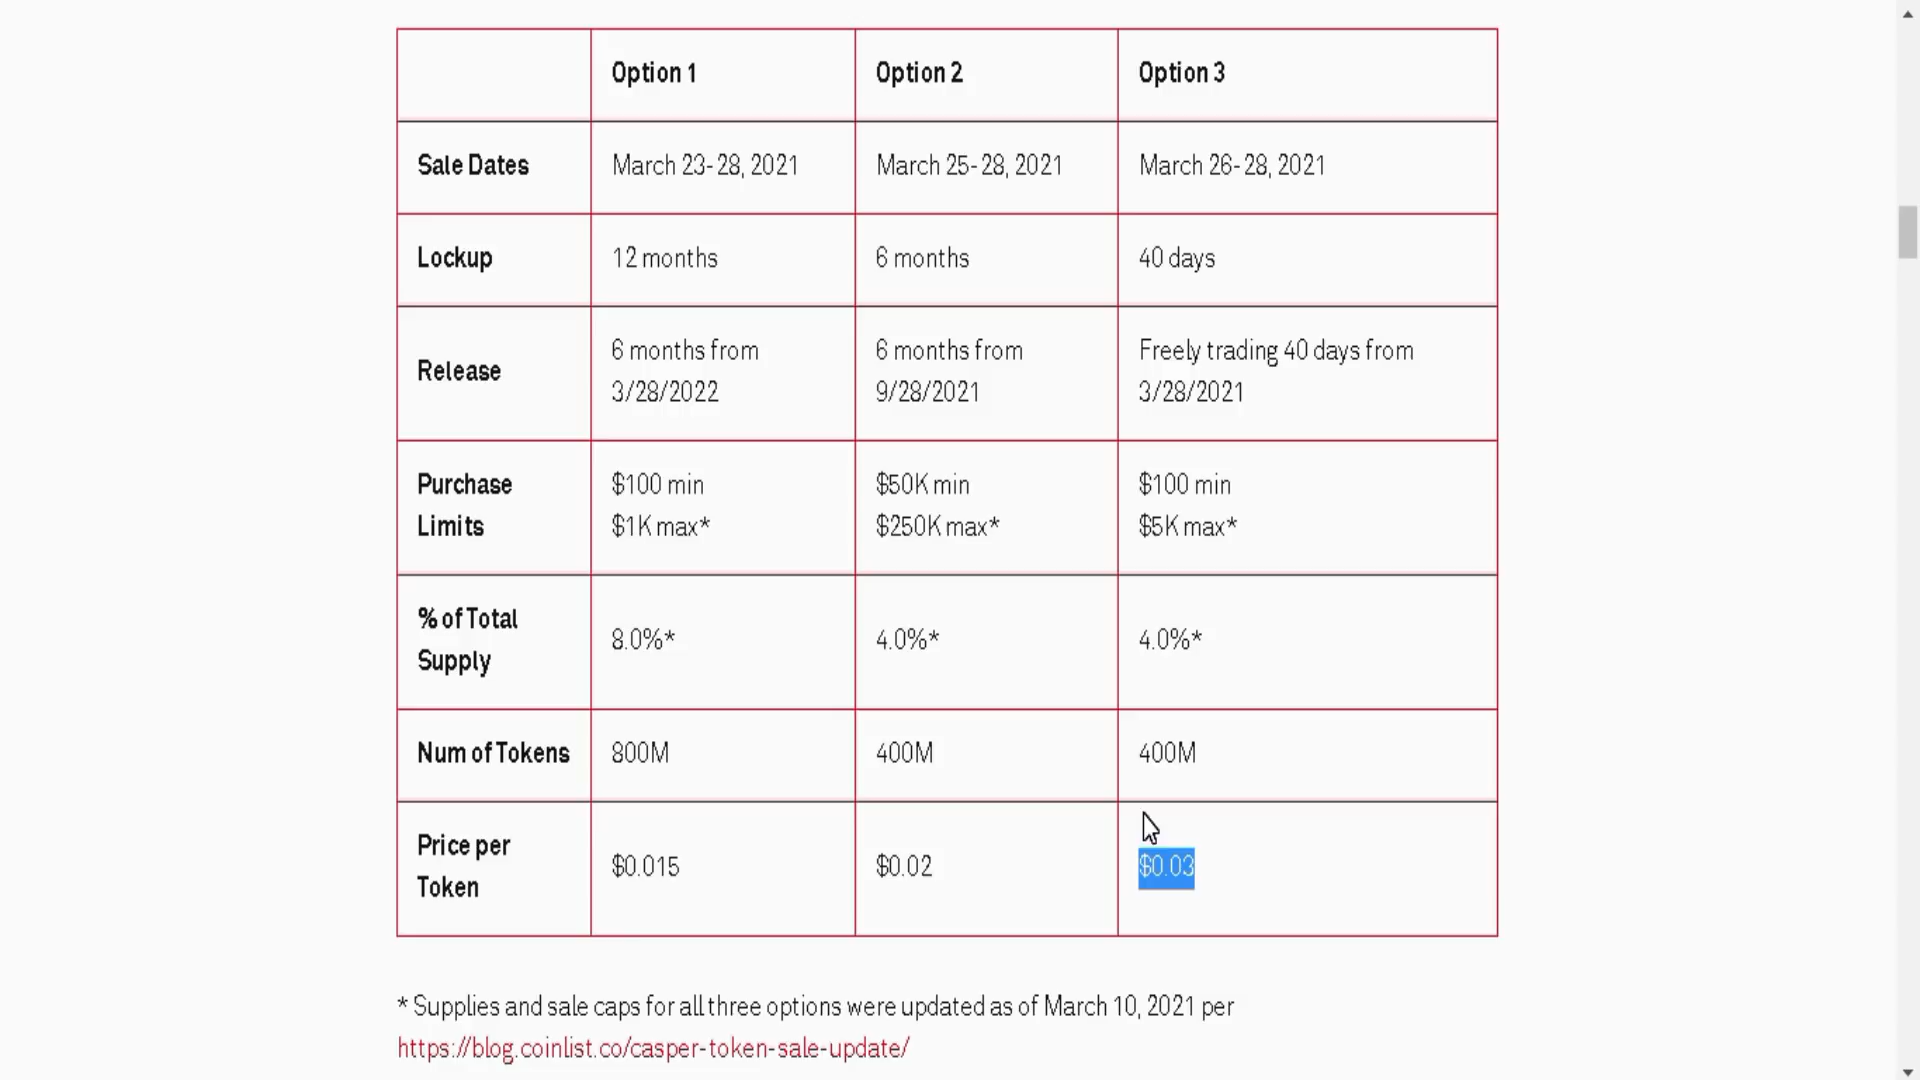 Option 1 Option 2 Option 3
Sale Dates March 23-28, 2021 March 25-28, 2021 March 26-28, 2021
Lockup 12 months 6 months 40 days
Release 6 months from 3/28/2022 6 months from 9/28/2021 Freely trading 40 days from 3/28/2021
Purchase Limits $100 min $1K max* $50K min $250K max* $100 min $5K max*
% of Total Supply 8.0%* 4.0%* 4.0%*
Num of Tokens 800M 400M 400M
Price per Token $0.015 $0.02 $0.03
* Supplies and sale caps for all three options were updated as of March 10, 2021 per
https://blog.coinlist.co/casper-token-sale-update/